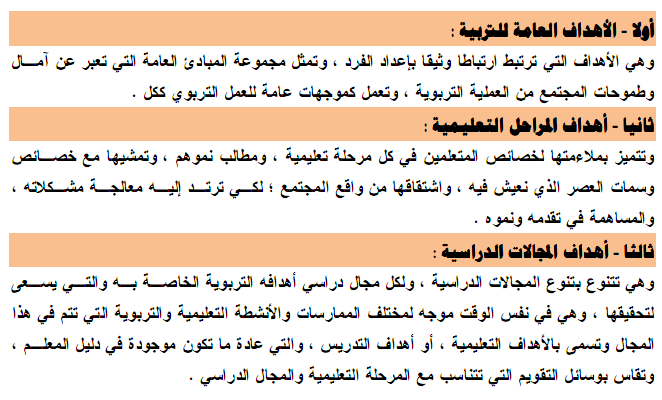 أولا - الأهداف العامة للتربية :
وهي الأهداف التي ترتبط ارتباطا وثيقا بإعداد الفرد ، وتمثل مجموعة المبادئ العامة التي تعبر عن آمال
وطموحات المجتمع من العملية التربوية ، وتعمل كموجهات عامة للعمل التربوي ككل .
ثانيا - أهداف المراحل التعليمية :
وتتميز بملاءمتها لخصائص المتعلمين في كل مرحلة تعليمية ، ومطالب نموهم ، وتمشيها مع خصائص
وسمات العصر الذي نعيش فيه ، واشتقاقها من واقع المجتمع ؛ لكي ترتد إليه معالجة مشكلاته ،
والمساهمة في تقدمه ونموه .
ثالثا - أهداف المجالات الدراسية :
وهي تتنوع بتنوع المجالات الدراسية ، ولكل مجال دراسي أهدافه التربوية الخاصة به والتي يسعى
لتحقيقها ، وهي في نفس الوقت موجه لمختلف الممارسات والأنشطة التعليمية والتربوية التي تتم في هذا
المجال وتسمى بالأهداف التعليمية ، أو أهداف التدريس ، والتي عادة ما تكون موجودة في دليل المعلم ،
وتقاس بوسائل التقويم التي تتناسب مع المرحلة التعليمية والمجال الدراسي .